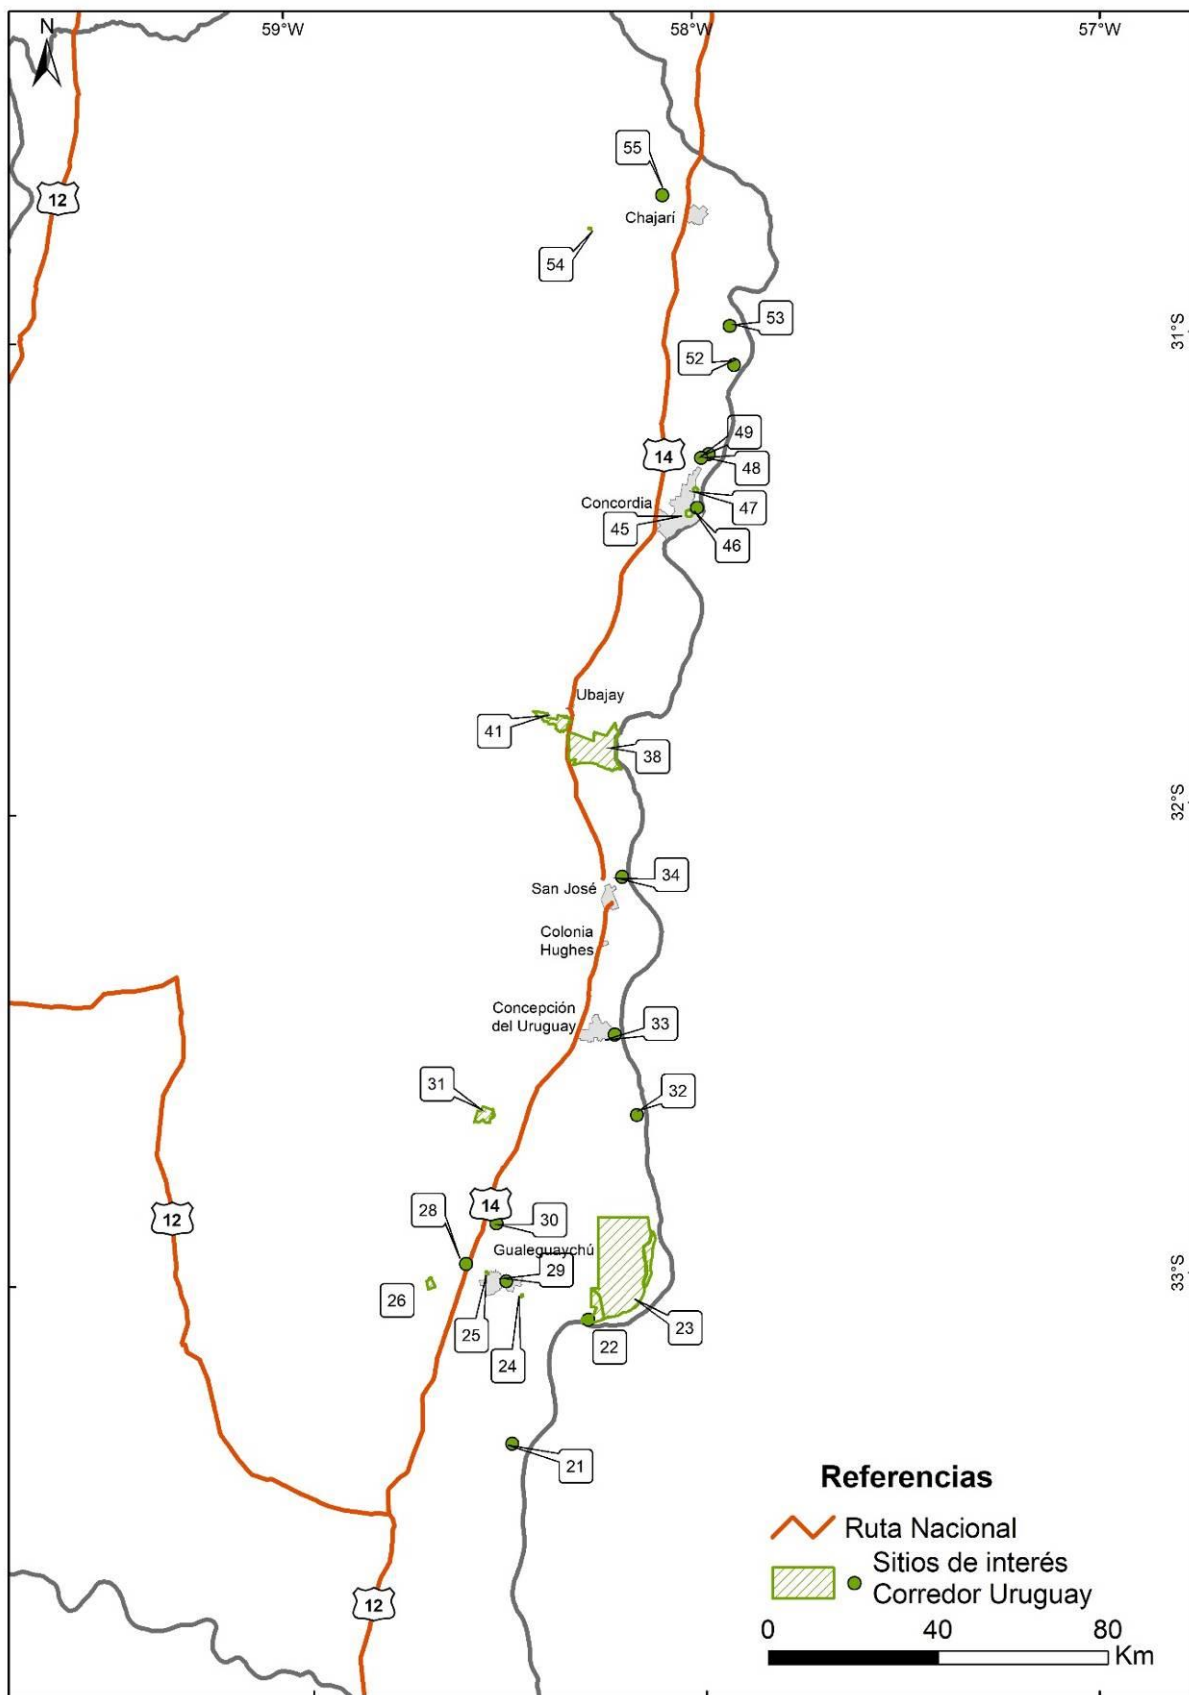 59°W
58°W
57°W
N
12
55
Chajarí
54
53
31°S
52
49
14
48
Concordia
47
45
46
Ubajay
41
38
32°S
34
San José
Colonia
Hughes
Concepción
del Uruguay
33
31
32
14
28
30
12
Gualeguaychú
29
33°S
26
25
23
22
24
21
Referencias
Ruta Nacional
Sitios de interés
Corredor Uruguay
12
0 40 80
Km